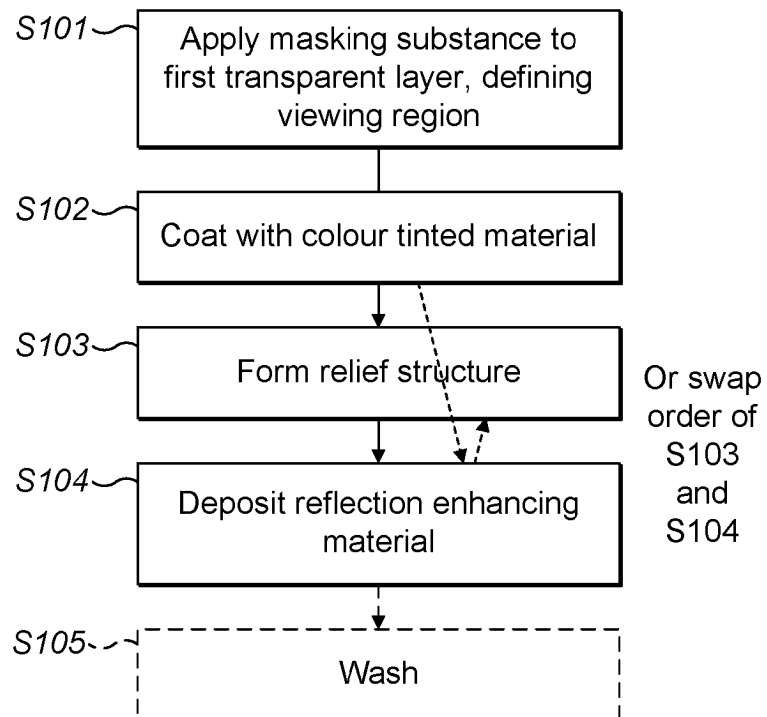 S101
Apply masking substance to
first transparent layer, defining
viewing region
S102
Coat with colour tinted material
S103
Form relief structure
Or swap
order of
S103
and
S104
S104
Deposit reflection enhancing
material
S105
Wash